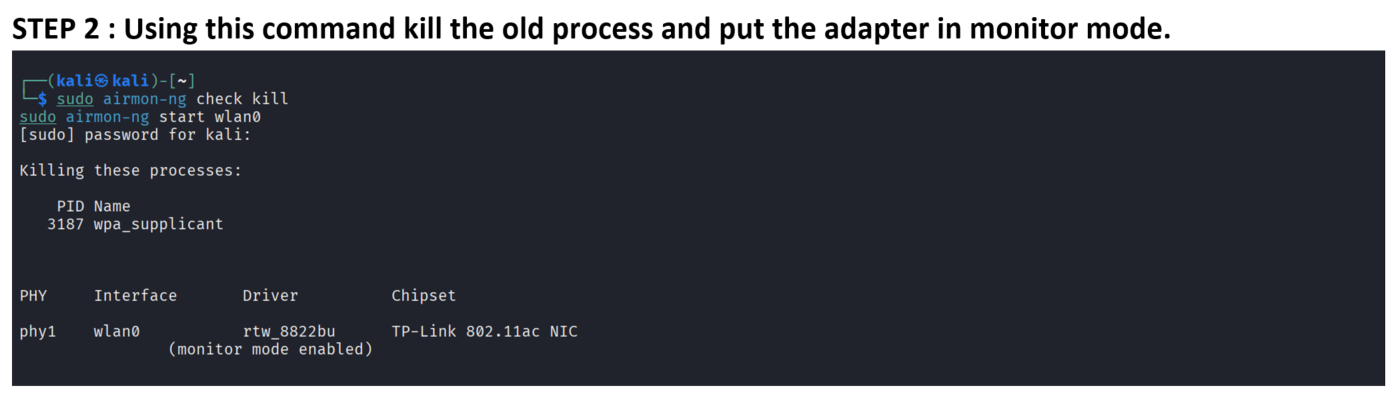 STEP 2 : Using this command kill the old process and put the adapter in monitor mode.
┌──(kali㉿kali)-[~]
└─$ sudo airmon-ng check kill
sudo airmon-ng start wlan0
[sudo] password for kali:
Killing these processes:
PID Name
3187 wpa_supplicant
PHY Interface Driver Chipset
phy1 wlan0 rtw_8822bu TP-Link 802.11ac NIC
(monitor mode enabled)